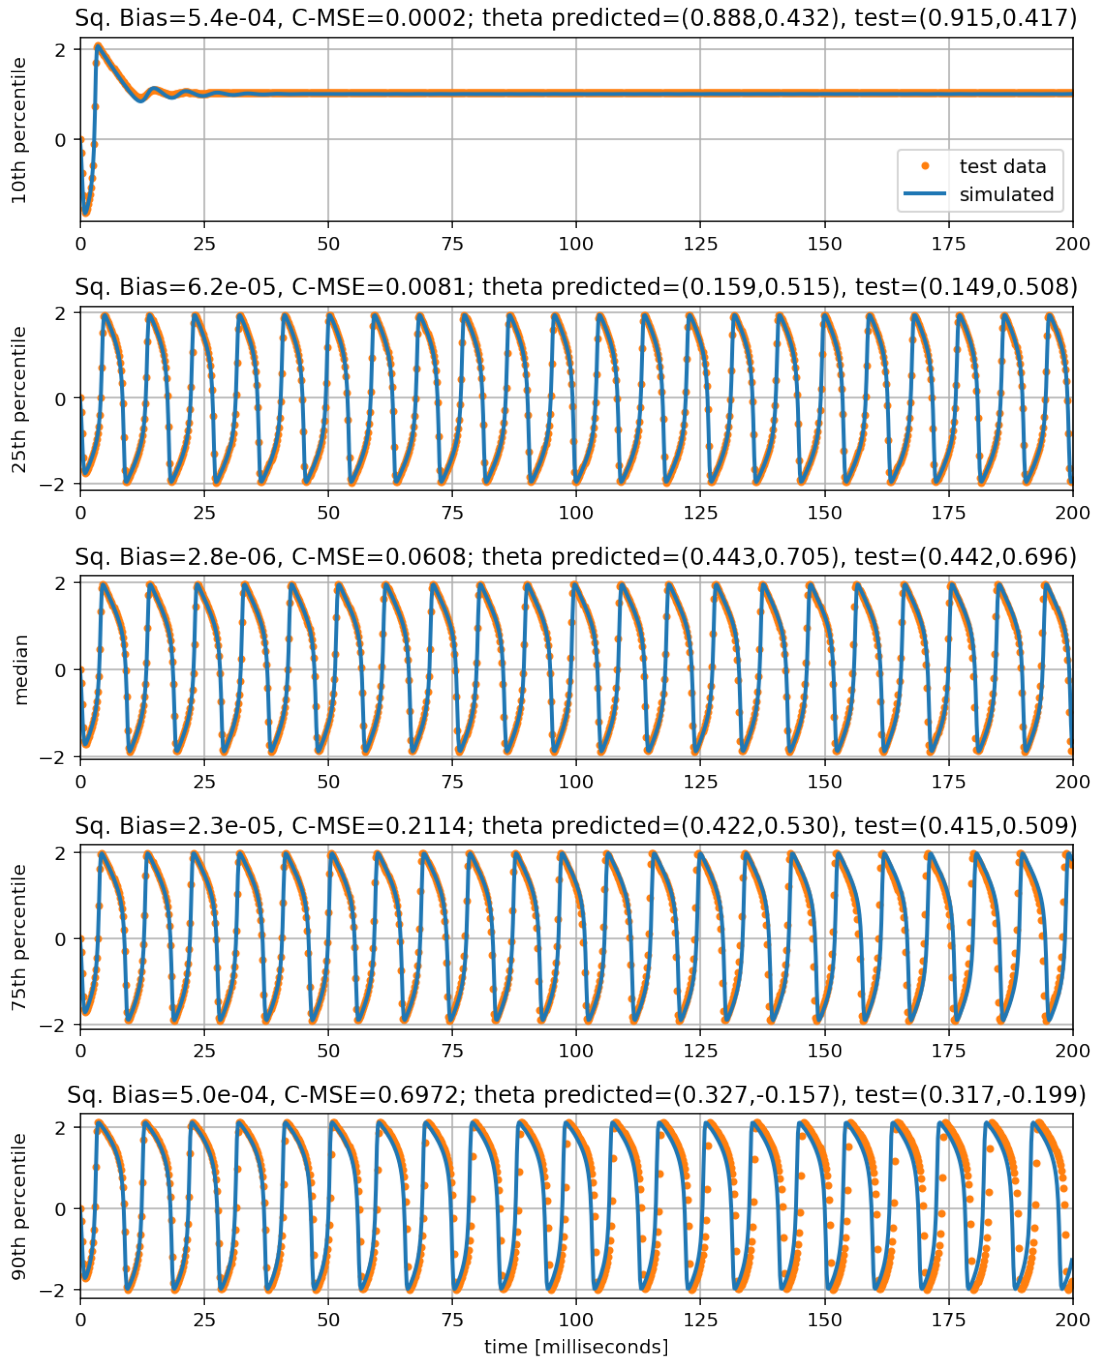 Sq. Bias=5.4e-04, C-MSE=0.0002; theta predicted=(0.888,0.432), test=(0.915,0.417)
2
0
10th percentile
test data
simulated
0 25 50 75 100 125 150 175 200
Sq. Bias=6.2e-05, C-MSE=0.0081; theta predicted=(0.159,0.515), test=(0.149,0.508)
2
0
−2
25th percentile
0 25 50 75 100 125 150 175 200
Sq. Bias=2.8e-06, C-MSE=0.0608; theta predicted=(0.443,0.705), test=(0.442,0.696)
2
0
−2
median
0 25 50 75 100 125 150 175 200
Sq. Bias=2.3e-05, C-MSE=0.2114; theta predicted=(0.422,0.530), test=(0.415,0.509)
2
0
−2
75th percentile
0 25 50 75 100 125 150 175 200
Sq. Bias=5.0e-04, C-MSE=0.6972; theta predicted=(0.327,-0.157), test=(0.317,-0.199)
2
0
−2
90th percentile
0 25 50 75 100 125 150 175 200
time [milliseconds]